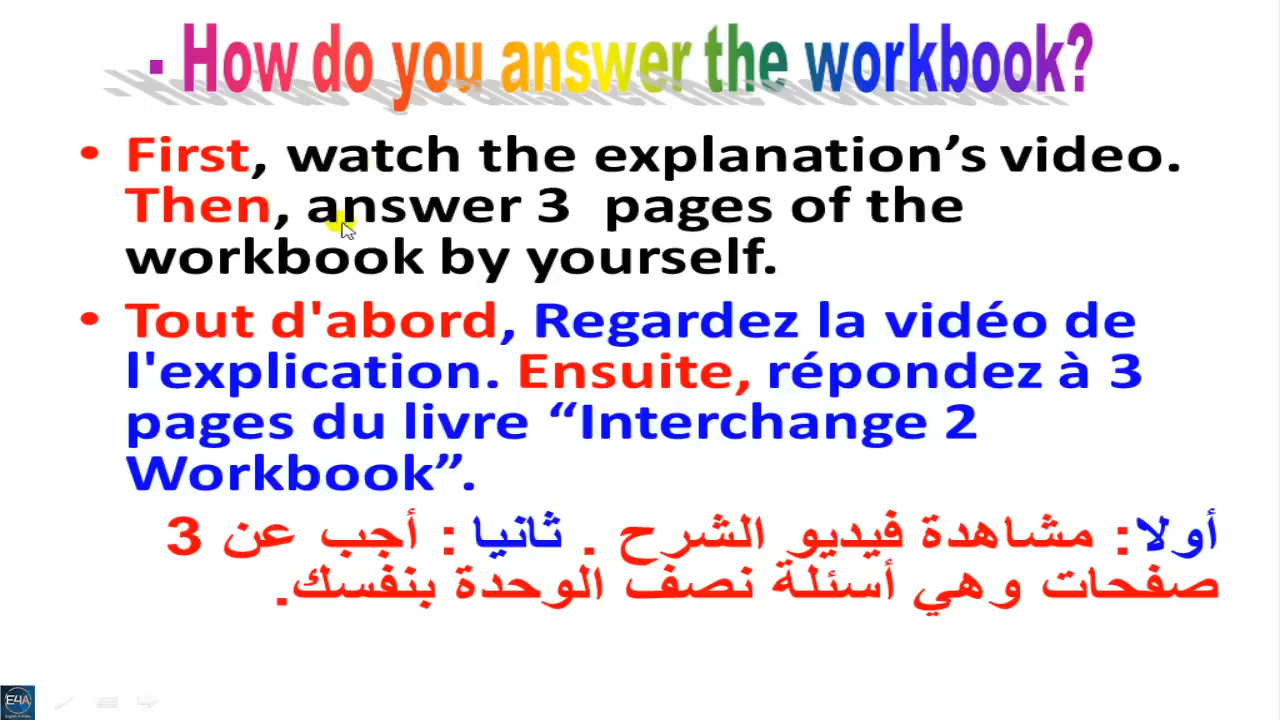 - How do you answer the workbook?
• First, watch the explanation’s video.
Then, answer 3 pages of the
workbook by yourself.
• Tout d'abord, Regardez la vidéo de
l'explication. Ensuite, répondez à 3
pages du livre “Interchange 2
Workbook”.
أولا: مشاهدة فيديو الشرح . ثانيا : أجب عن 3
صفحات وهي أسئلة نصف الوحدة بنفسك.
E4A